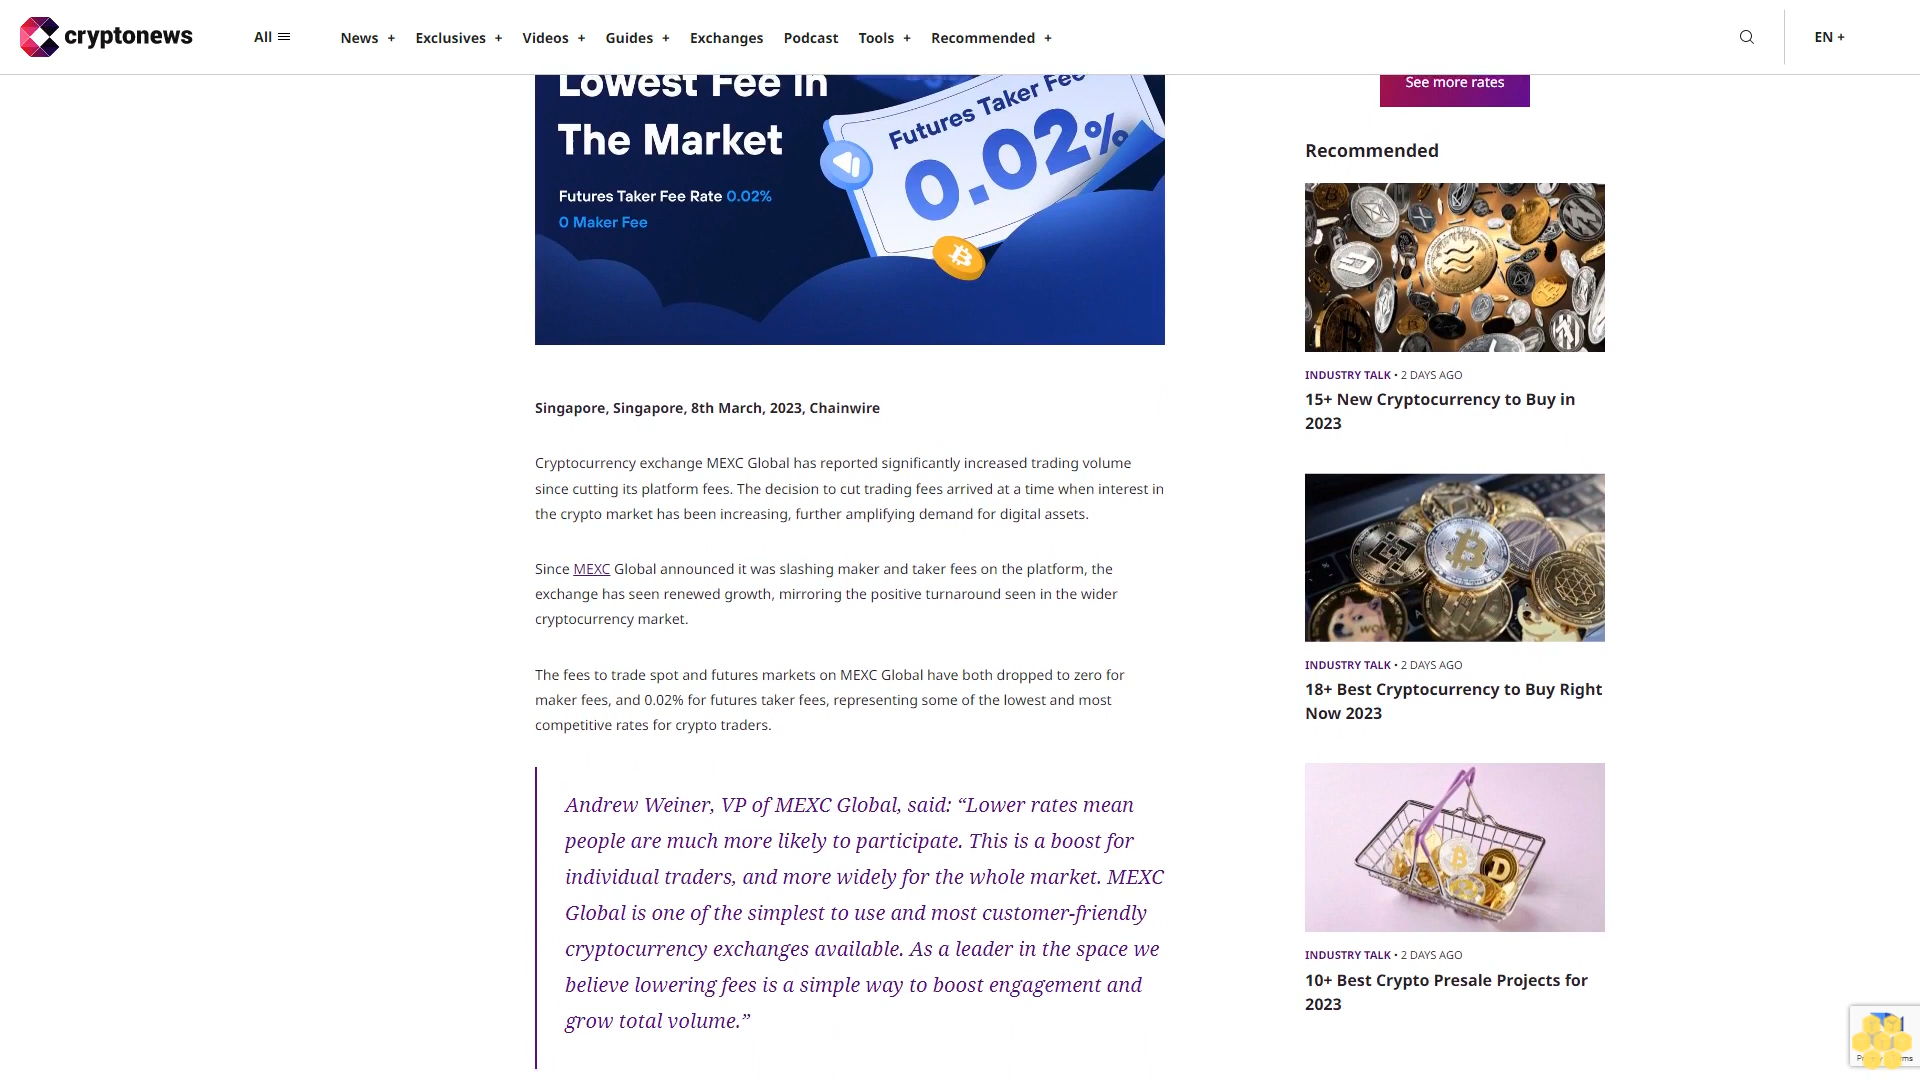 cryptonews
All
News +
Exclusives +
Videos +
Guides +
Exchanges
Podcast
Tools +
Recommended +
EN +
Lowest Fee In
The Market
Futures Taker Fee Rate 0.02%
0 Maker Fee
Futures Taker Fee
0.02%
Singapore, Singapore, 8th March, 2023, Chainwire
Cryptocurrency exchange MEXC Global has reported significantly increased trading volume
since cutting its platform fees. The decision to cut trading fees arrived at a time when interest in
the crypto market has been increasing, further amplifying demand for digital assets.
Since MEXC Global announced it was slashing maker and taker fees on the platform, the
exchange has seen renewed growth, mirroring the positive turnaround seen in the wider
cryptocurrency market.
The fees to trade spot and futures markets on MEXC Global have both dropped to zero for
maker fees, and 0.02% for futures taker fees, representing some of the lowest and most
competitive rates for crypto traders.
Andrew Weiner, VP of MEXC Global, said: “Lower rates mean
people are much more likely to participate. This is a boost for
individual traders, and more widely for the whole market. MEXC
Global is one of the simplest to use and most customer-friendly
cryptocurrency exchanges available. As a leader in the space we
believe lowering fees is a simple way to boost engagement and
grow total volume.”
See more rates
Recommended
INDUSTRY TALK • 2 DAYS AGO
15+ New Cryptocurrency to Buy in
2023
INDUSTRY TALK • 2 DAYS AGO
18+ Best Cryptocurrency to Buy Right
Now 2023
INDUSTRY TALK • 2 DAYS AGO
10+ Best Crypto Presale Projects for
2023